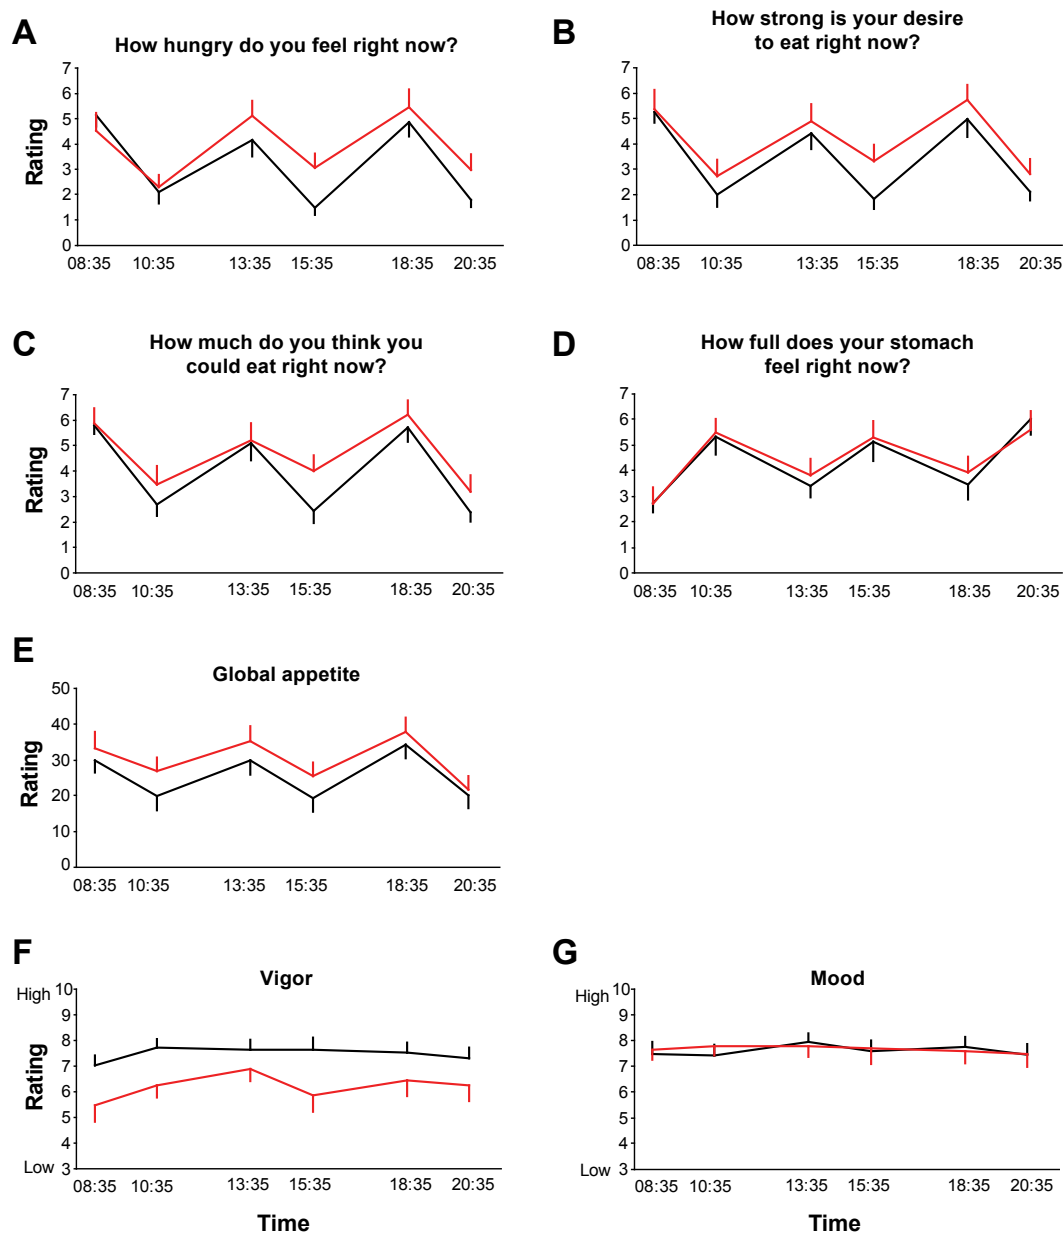 A
How hungry do you feel right now?
7
6
5
4
3
2
1
0
Rating
08:35 10:35 13:35 15:35 18:35 20:35
B
How strong is your desire
to eat right now?
7
6
5
4
3
2
1
0
08:35 10:35 13:35 15:35 18:35 20:35
C
How much do you think you
could eat right now?
7
6
5
4
3
2
1
0
Rating
08:35 10:35 13:35 15:35 18:35 20:35
D
How full does your stomach
feel right now?
7
6
5
4
3
2
1
0
08:35 10:35 13:35 15:35 18:35 20:35
E
Global appetite
50
40
30
20
10
0
Rating
08:35 10:35 13:35 15:35 18:35 20:35
F
Vigor
High 10
9
8
7
6
5
4
Low 3
Rating
08:35 10:35 13:35 15:35 18:35 20:35
Time
G
Mood
High 10
9
8
7
6
5
4
Low 3
08:35 10:35 13:35 15:35 18:35 20:35
Time